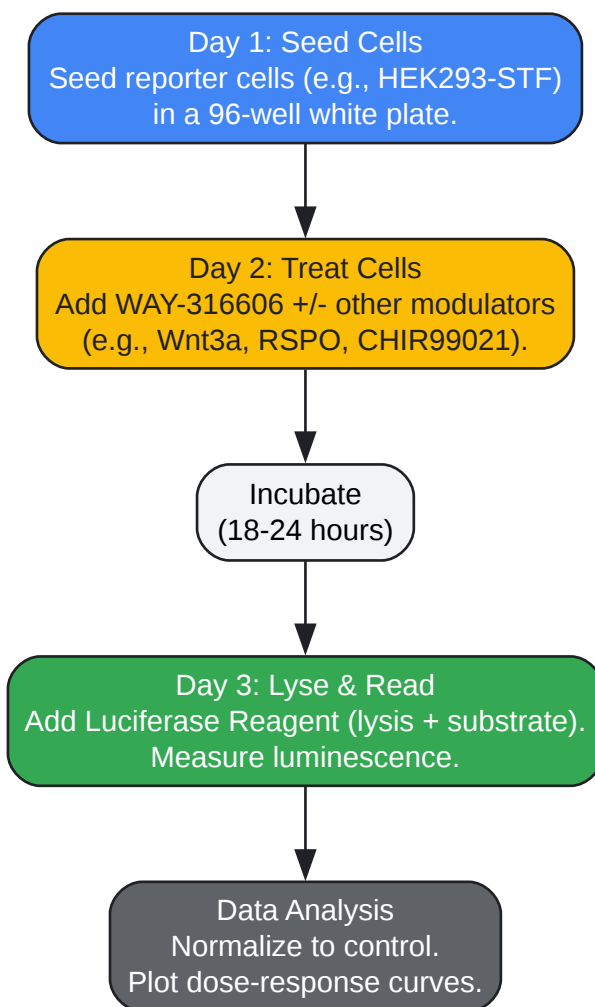 Day 1: Seed Cells
Seed reporter cells (e.g., HEK293-STF)
in a 96-well white plate.
Day 2: Treat Cells
Add WAY-316606 +/- other modulators
(e.g., Wnt3a, RSPO, CHIR99021).
Incubate
(18-24 hours)
Day 3: Lyse & Read
Add Luciferase Reagent (lysis + substrate).
Measure luminescence.
Data Analysis
Normalize to control.
Plot dose-response curves.